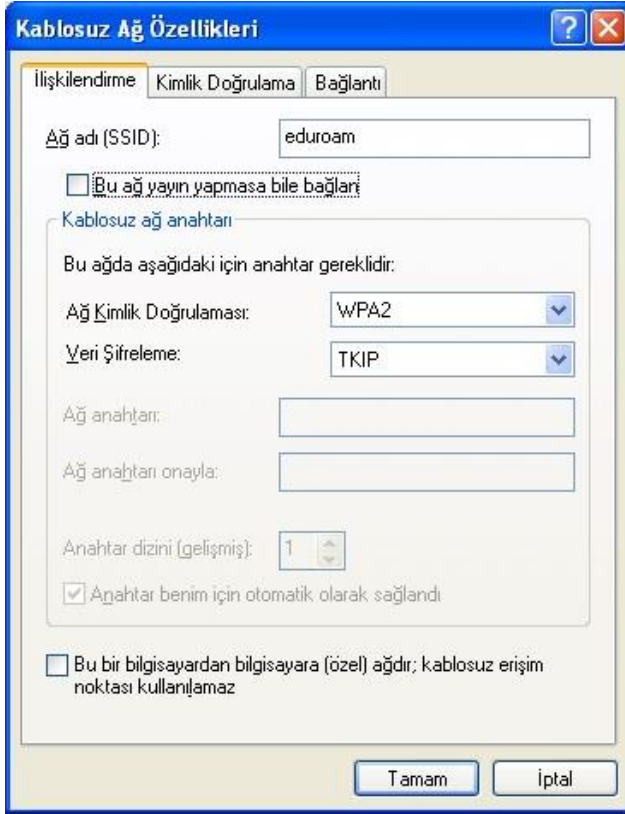 Kablosuz Ağ Özellikleri
İlişkilendirme Kimlik Doğrulama Bağlantı
Ağ adı (SSID): eduroam
Bu ağ yayın yapmasa bile bağlan
Kablosuz ağ anahtarı
Bu ağda aşağıdaki için anahtar gereklidir:
Ağ Kimlik Doğrulaması: WPA2
Veri Şifreleme: TKIP
Ağ anahtarı:
Ağ anahtarı onayla:
Anahtar dizini (gelişmiş): 1
Anahtar benim için otomatik olarak sağlandı
Bu bir bilgisayardan bilgisayara (özel) ağdır; kablosuz erişim
noktası kullanılamaz
Tamam İptal